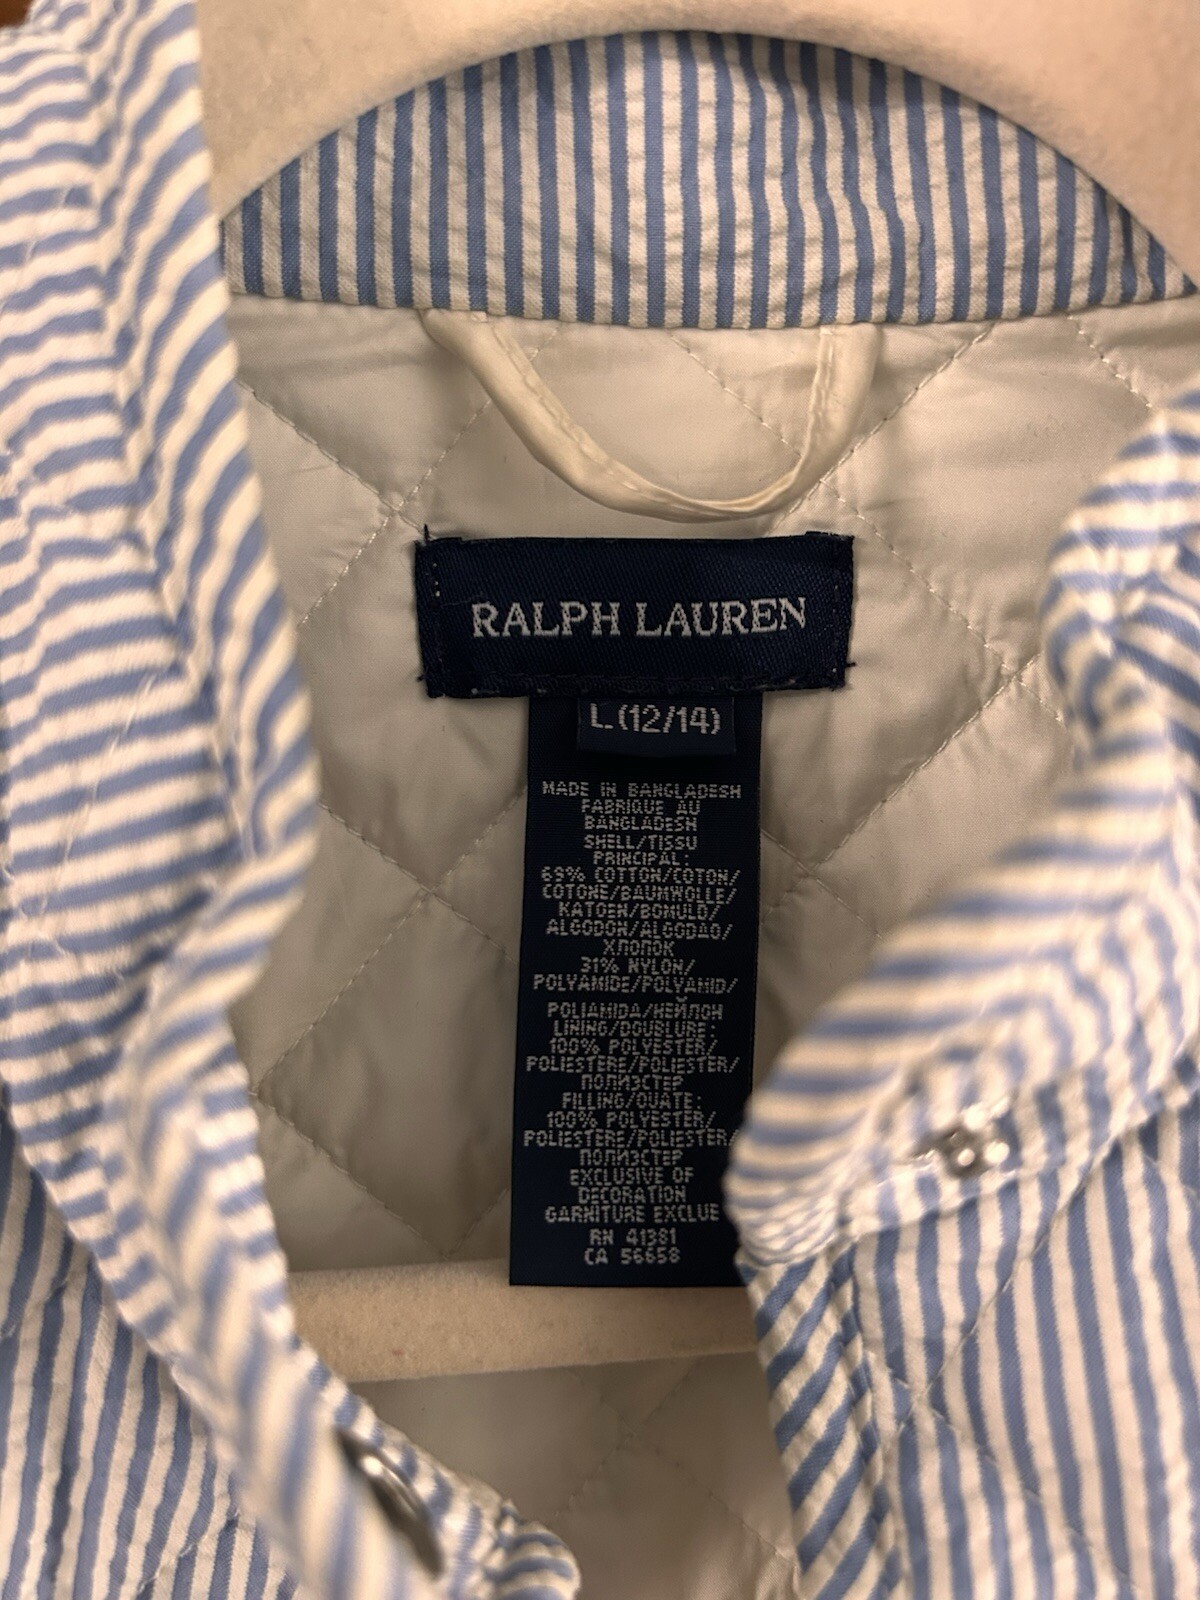 RALPH LAUREN
L (12/14)
MADE IN BANGLADESH
FABRIQUE AU
BANGLADESH
SHELL/TISSU
PRINCIPAL:
69% COTTON/COTON/
COTONE/BAUMWOLLE/
KATOEN/BOMULD/
ALGODON/ALGODAO/
ХЛОПОК
31% NYLON/
POLYAMIDE/POLYAMID/
POLIAMIDA/НЕЙЛОН
LINING/DOUBLURE:
100% POLYESTER/
POLIESTERE/POLIESTER/
ПОЛИЭСТЕР
FILLING/OUATE:
100% POLYESTER/
POLIESTERE/POLIESTER/
ПОЛИЭСТЕР
EXCLUSIVE OF
DECORATION
GARNITURE EXCLUE
RN 41381
CA 56658